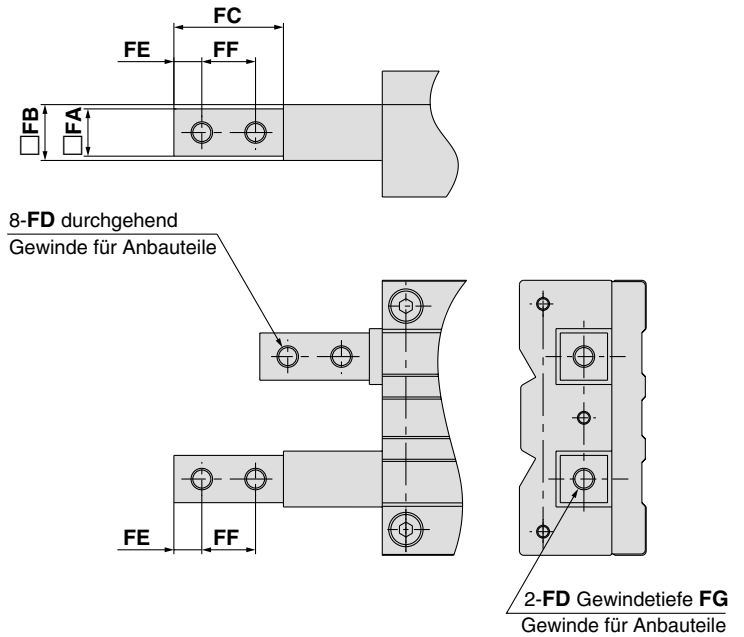 FC
FE FF
□FB
□FA
8-FD durchgehend
Gewinde für Anbauteile
FE FF
2-FD Gewindetiefe FG
Gewinde für Anbauteile